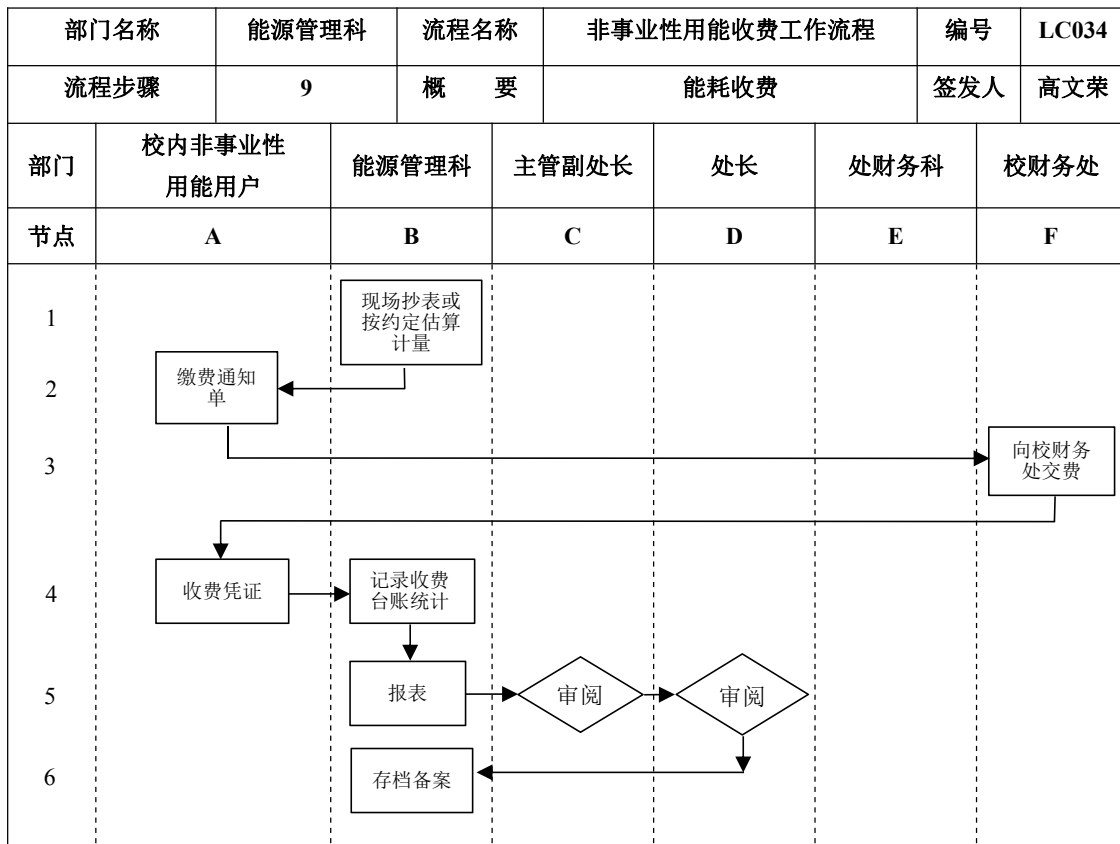 部门名称 能源管理科 流程名称 非事业性用能收费工作流程 编号 LC034
流程步骤 9 概 要 能耗收费 签发人 高文荣
部门 校内非事业性 能源管理科 主管副处长 处长 处财务科 校财务处
用能用户
节点 A B C D E F
1
现场抄表或
按约定估算
计量
2
缴费通知
单
3
向校财务
处交费
4
收费凭证
记录收费
台账统计
5
报表
审阅
审阅
6
存档备案